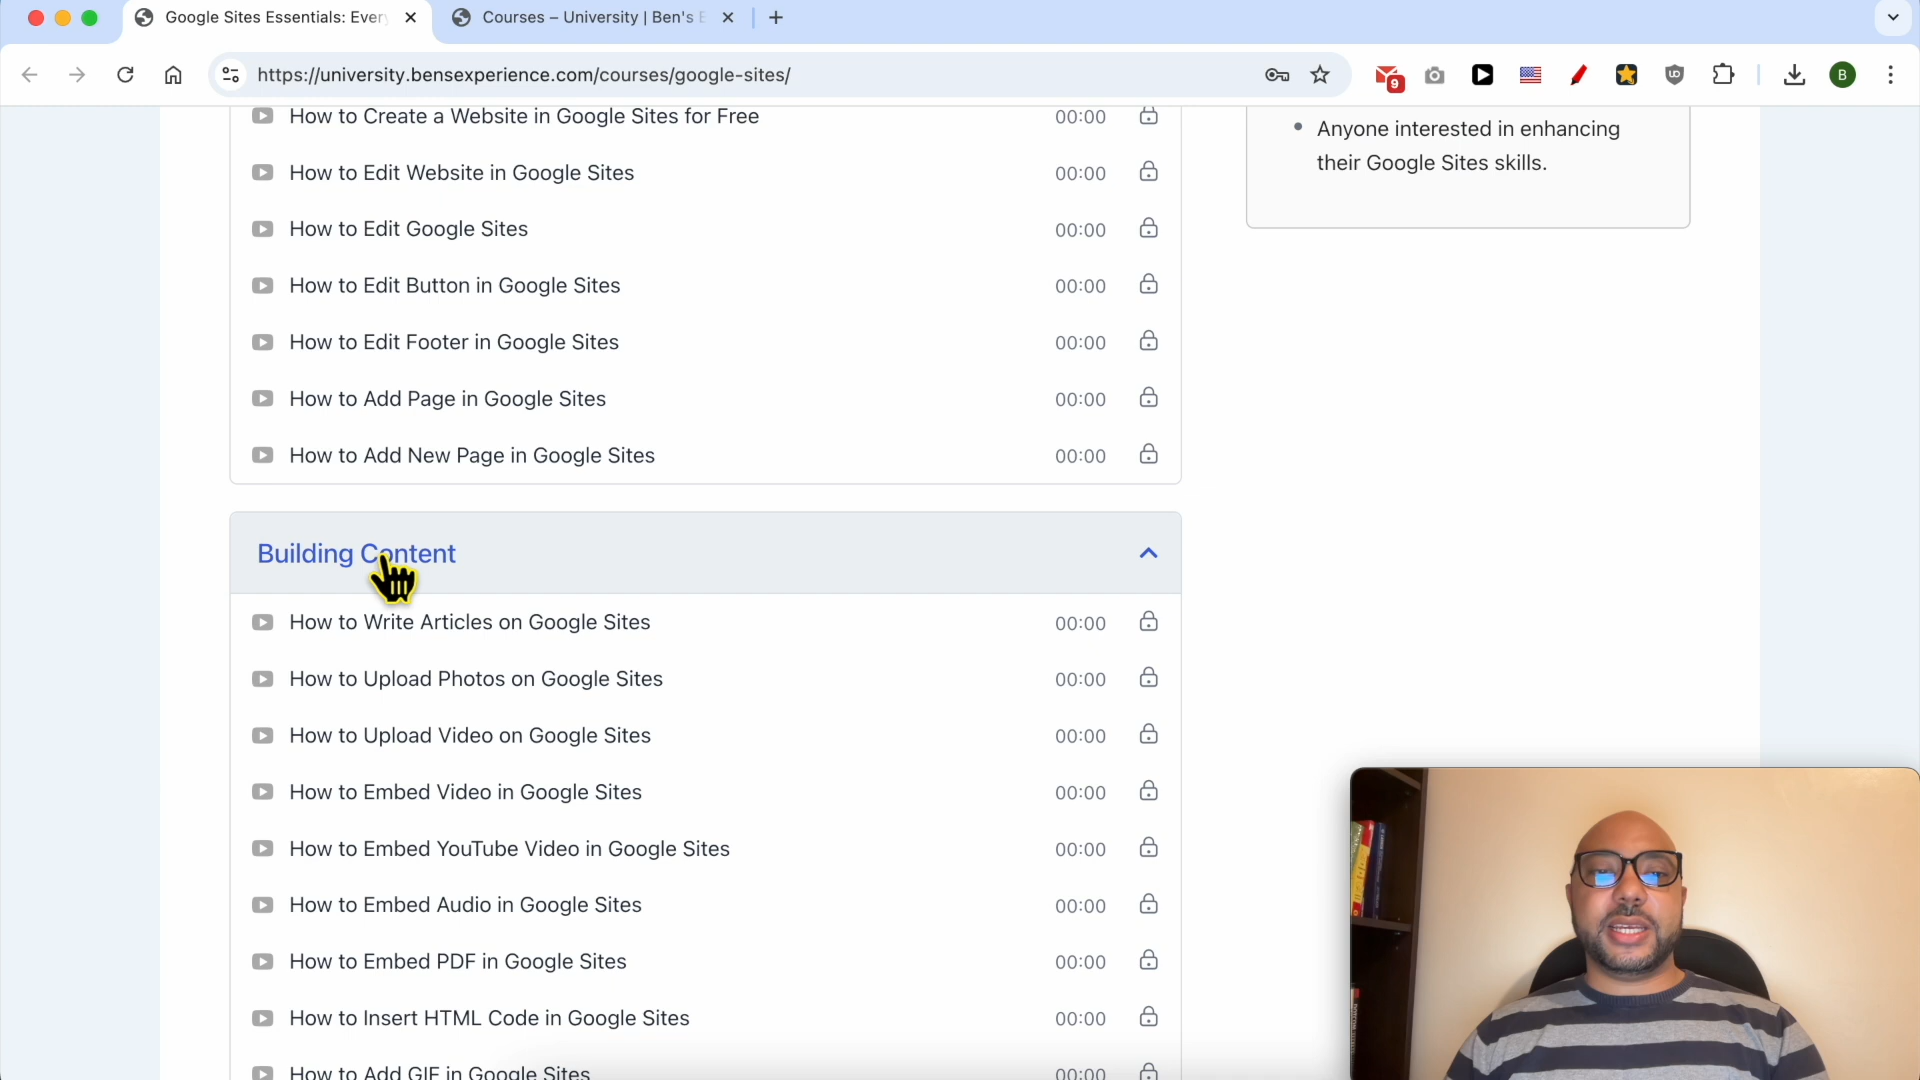 Google Sites Essentials: Ever
Courses – University | Ben's E
https://university.bensexperience.com/courses/google-sites/
9
B
How to Create a Website in Google Sites for Free 00:00
How to Edit Website in Google Sites 00:00
How to Edit Google Sites 00:00
How to Edit Button in Google Sites 00:00
How to Edit Footer in Google Sites 00:00
How to Add Page in Google Sites 00:00
How to Add New Page in Google Sites 00:00
Anyone interested in enhancing
their Google Sites skills.
Building Content
How to Write Articles on Google Sites 00:00
How to Upload Photos on Google Sites 00:00
How to Upload Video on Google Sites 00:00
How to Embed Video in Google Sites 00:00
How to Embed YouTube Video in Google Sites 00:00
How to Embed Audio in Google Sites 00:00
How to Embed PDF in Google Sites 00:00
How to Insert HTML Code in Google Sites 00:00
How to Add GIF in Google Sites 00:00